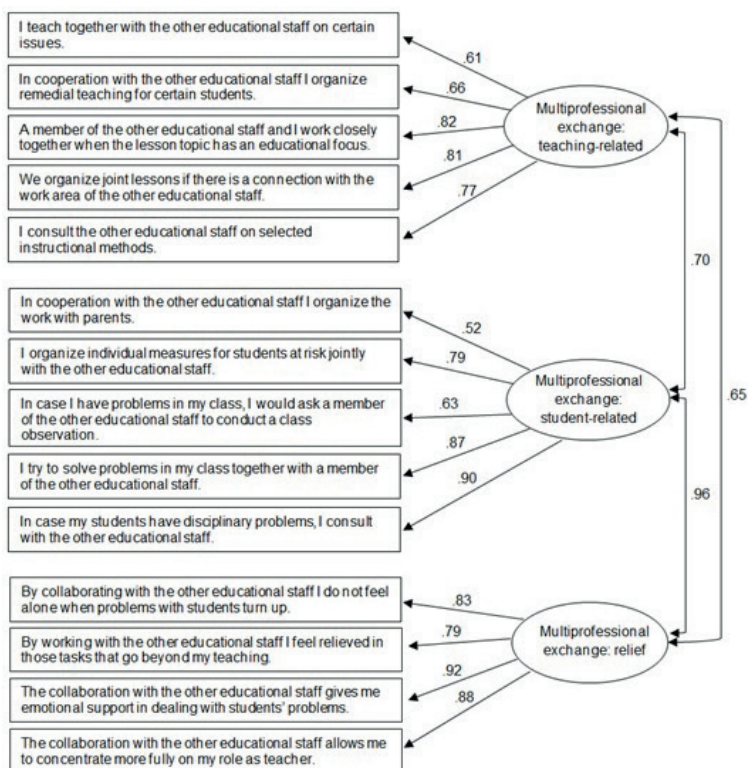 I teach together with the other educational staff on certain
issues.
In cooperation with the other educational staff I organize
remedial teaching for certain students.
A member of the other educational staff and I work closely
together when the lesson topic has an educational focus.
We organize joint lessons if there is a connection with the
work area of the other educational staff.
I consult the other educational staff on selected
instructional methods.
.61
.66
.82
.81
.77
Multiprofessional
exchange:
teaching-related
.70
.65
In cooperation with the other educational staff I organize the
work with parents.
I organize individual measures for students at risk jointly
with the other educational staff.
In case I have problems in my class, I would ask a member
of the other educational staff to conduct a class
observation.
I try to solve problems in my class together with a member
of the other educational staff.
In case my students have disciplinary problems, I consult
with the other educational staff.
.52
.79
.63
.87
.90
Multiprofessional
exchange:
student-related
.96
By collaborating with the other educational staff I do not feel
alone when problems with students turn up.
By working with the other educational staff I feel relieved in
those tasks that go beyond my teaching.
The collaboration with the other educational staff gives me
emotional support in dealing with students' problems.
The collaboration with the other educational staff allows me
to concentrate more fully on my role as teacher.
.83
.79
.92
.88
Multiprofessional
exchange: relief